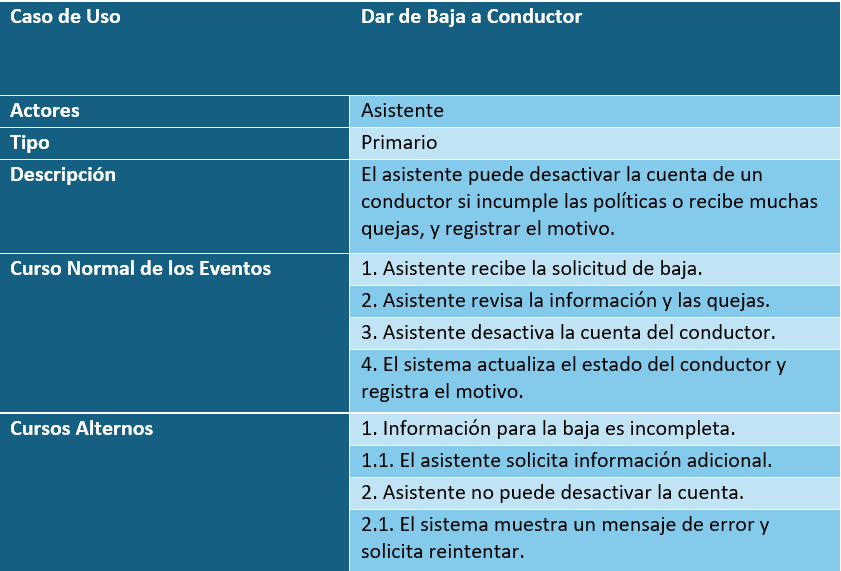 Caso de Uso
Dar de Baja a Conductor
Actores
Asistente
Tipo
Primario
Descripción
El asistente puede desactivar la cuenta de un
conductor si incumple las políticas o recibe muchas
quejas, y registrar el motivo.
Curso Normal de los Eventos
1. Asistente recibe la solicitud de baja.
2. Asistente revisa la información y las quejas.
3. Asistente desactiva la cuenta del conductor.
4. El sistema actualiza el estado del conductor y
registra el motivo.
Cursos Alternos
1. Información para la baja es incompleta.
1.1. El asistente solicita información adicional.
2. Asistente no puede desactivar la cuenta.
2.1. El sistema muestra un mensaje de error y
solicita reintentar.